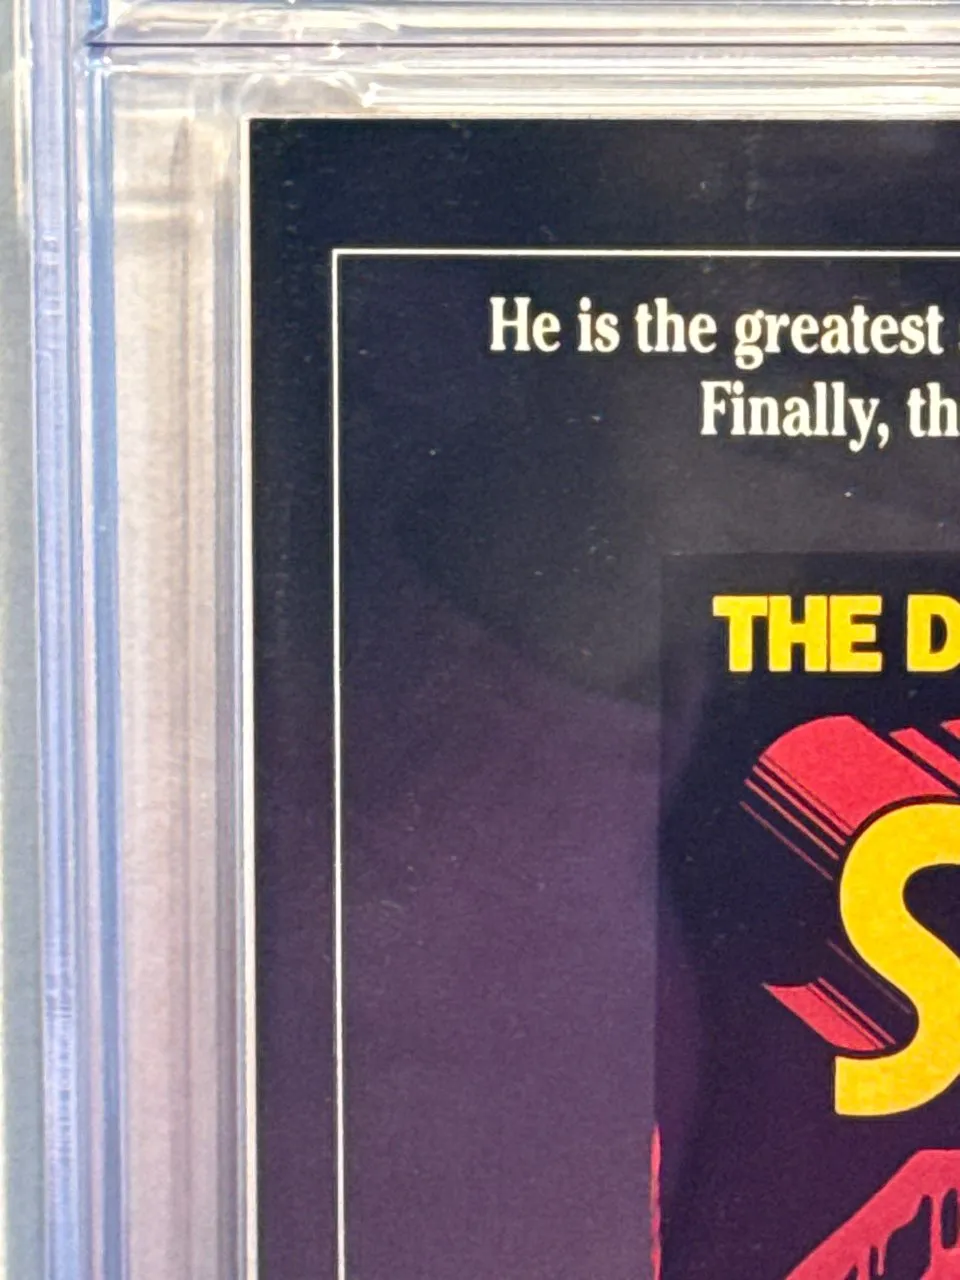 He is the greatest
Finally, th
THE D
S